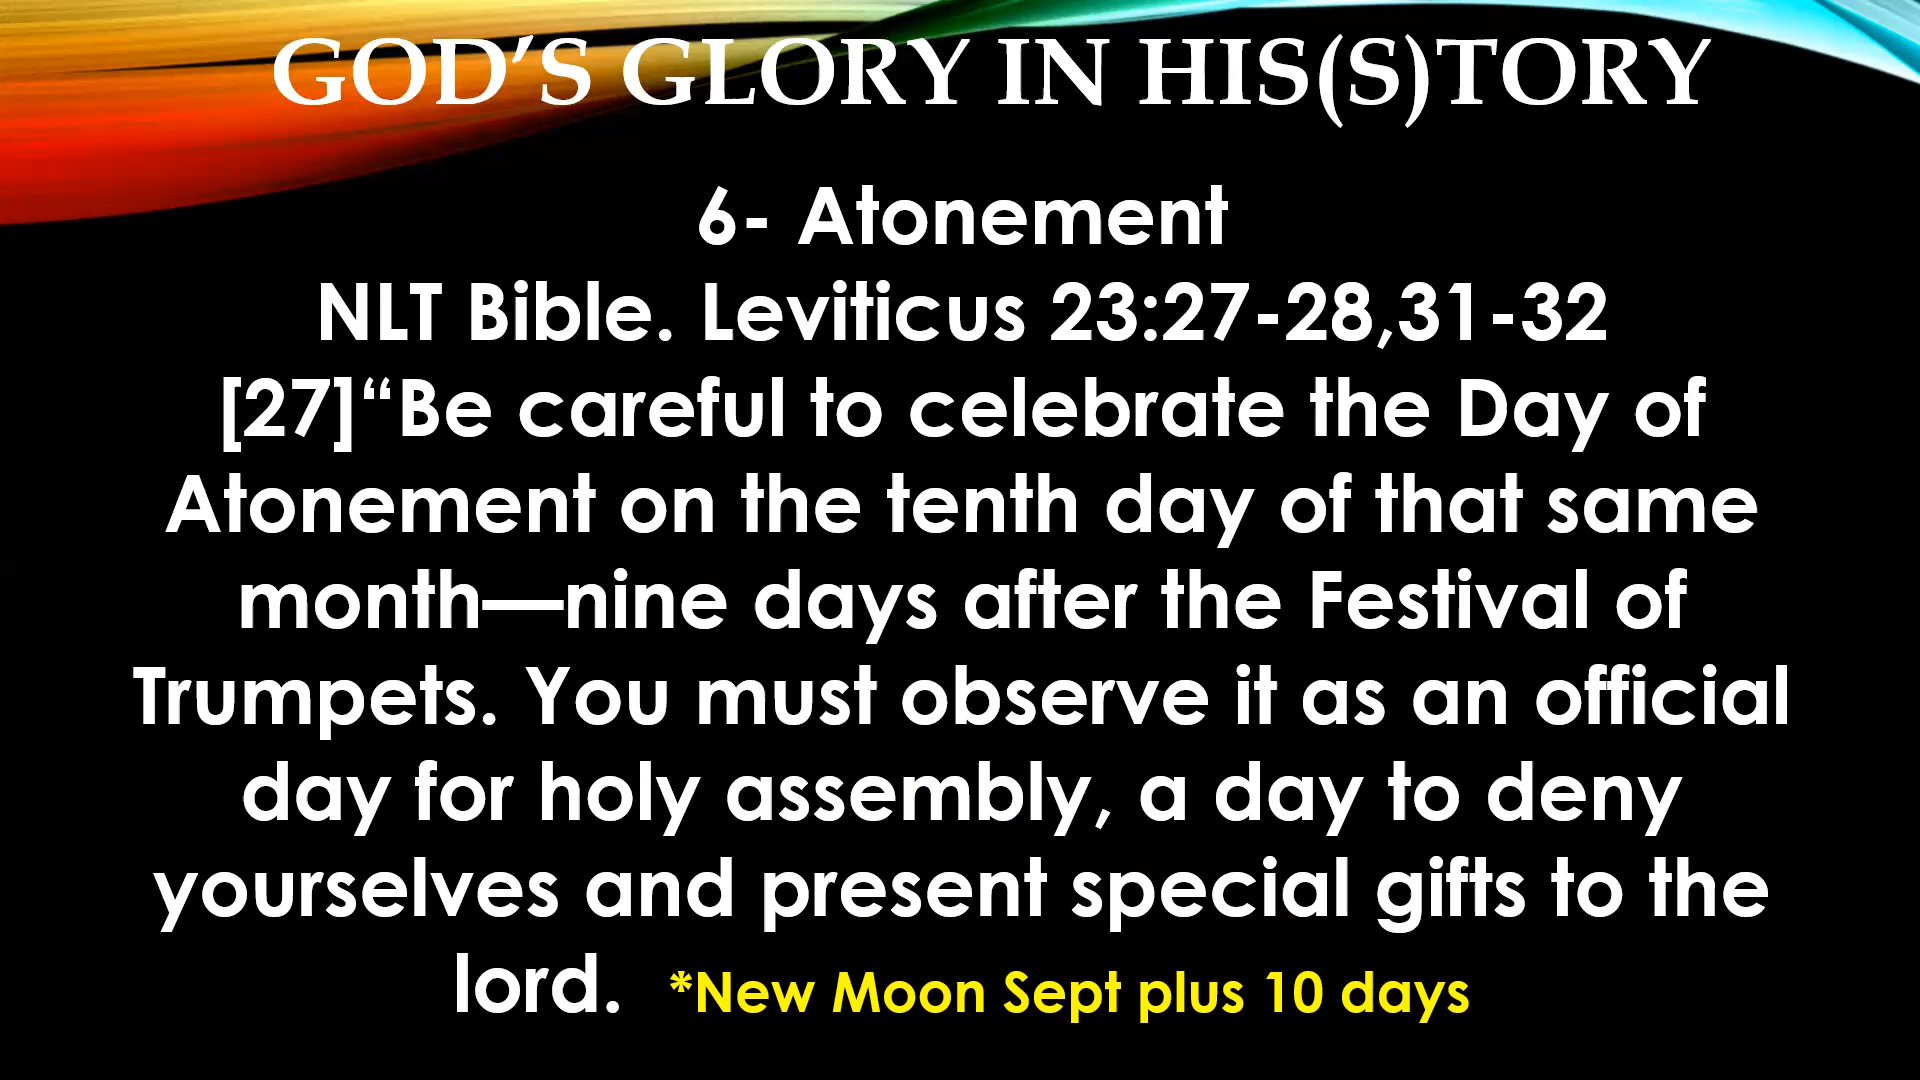 GOD’S GLORY IN HIS(S)TORY
6- Atonement
NLT Bible. Leviticus 23:27-28,31-32
[27]“Be careful to celebrate the Day of
Atonement on the tenth day of that same
month—nine days after the Festival of
Trumpets. You must observe it as an official
day for holy assembly, a day to deny
yourselves and present special gifts to the
lord. *New Moon Sept plus 10 days